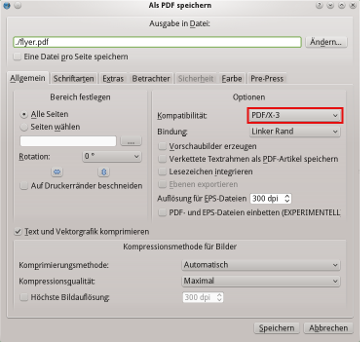 Als PDF speichern
Ausgabe in Datei:
./flyer.pdf
Ändern...
Eine Datei pro Seite speichern
Allgemein Schriftarten Extras Betrachter Sicherheit Farbe Pre-Press
Bereich festlegen
Alle Seiten
Seiten wählen
...
Rotation: 0 °
Auf Druckerränder beschneiden
Optionen
Kompatibilität: PDF/X-3
Bindung: Linker Rand
Vorschaubilder erzeugen
Verkettete Textrahmen als PDF-Artikel speichern
Lesezeichen integrieren
Ebenen exportieren
Auflösung für EPS-Dateien 300 dpi
PDF- und EPS-Dateien einbetten (EXPERIMENTELL
Text und Vektorgrafik komprimieren
Kompressionsmethode für Bilder
Komprimierungsmethode: Automatisch
Kompressionsqualität: Maximal
Höchste Bildauflösung: 300 dpi
Speichern Abbrechen